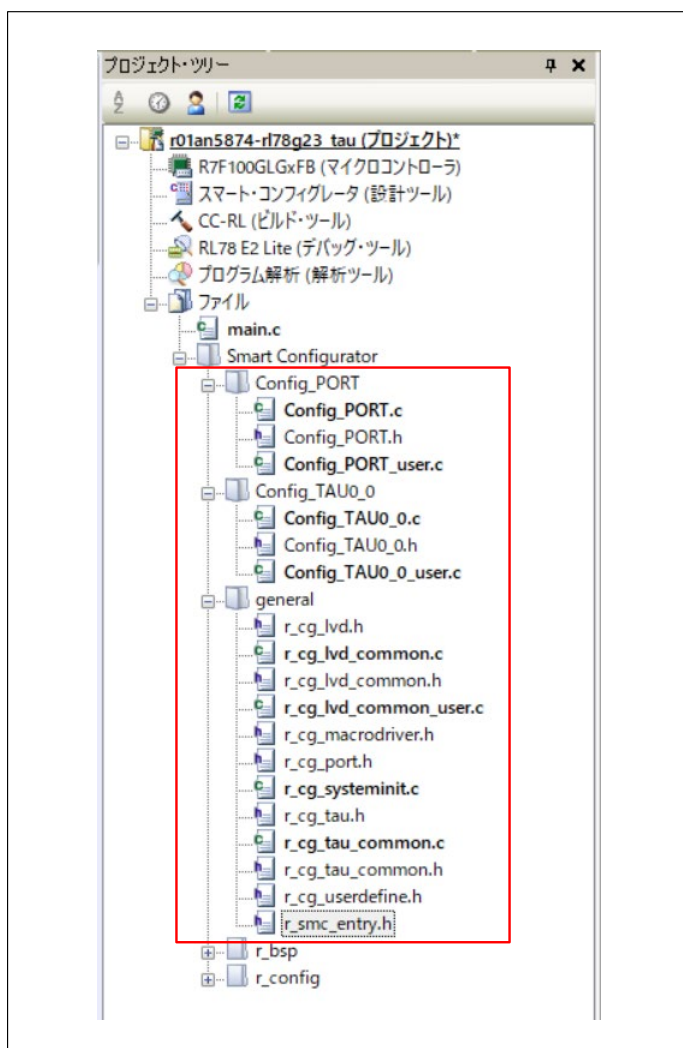 プロジェクト・ツリー
r01an5874-rl78g23_tau (プロジェクト)*
R7F100GLGxFB (マイクロコントローラ)
スマート・コンフィグレータ (設計ツール)
CC-RL (ビルド・ツール)
RL78 E2 Lite (デバッグ・ツール)
プログラム解析 (解析ツール)
ファイル
main.c
Smart Configurator
Config_PORT
Config_PORT.c
Config_PORT.h
Config_PORT_user.c
Config_TAU0_0
Config_TAU0_0.c
Config_TAU0_0.h
Config_TAU0_0_user.c
general
r_cg_lvd.h
r_cg_lvd_common.c
r_cg_lvd_common.h
r_cg_lvd_common_user.c
r_cg_macrodriver.h
r_cg_port.h
r_cg_systeminit.c
r_cg_tau.h
r_cg_tau_common.c
r_cg_tau_common.h
r_cg_userdefine.h
r_smc_entry.h
r_bsp
r_config